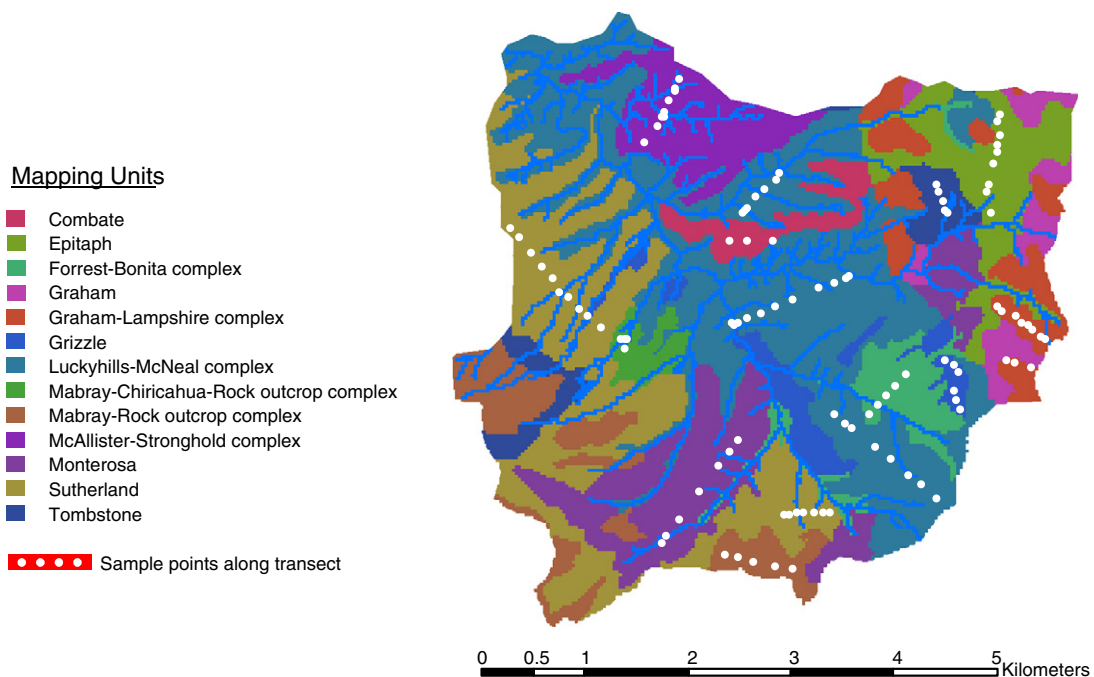 Mapping Units
Combate
Epitaph
Forrest-Bonita complex
Graham
Graham-Lampshire complex
Grizzle
Luckyhills-McNeal complex
Mabray-Chiricahua-Rock outcrop complex
Mabray-Rock outcrop complex
McAllister-Stronghold complex
Monterosa
Sutherland
Tombstone
Sample points along transect
0 0.5 1 2 3 4 5 Kilometers